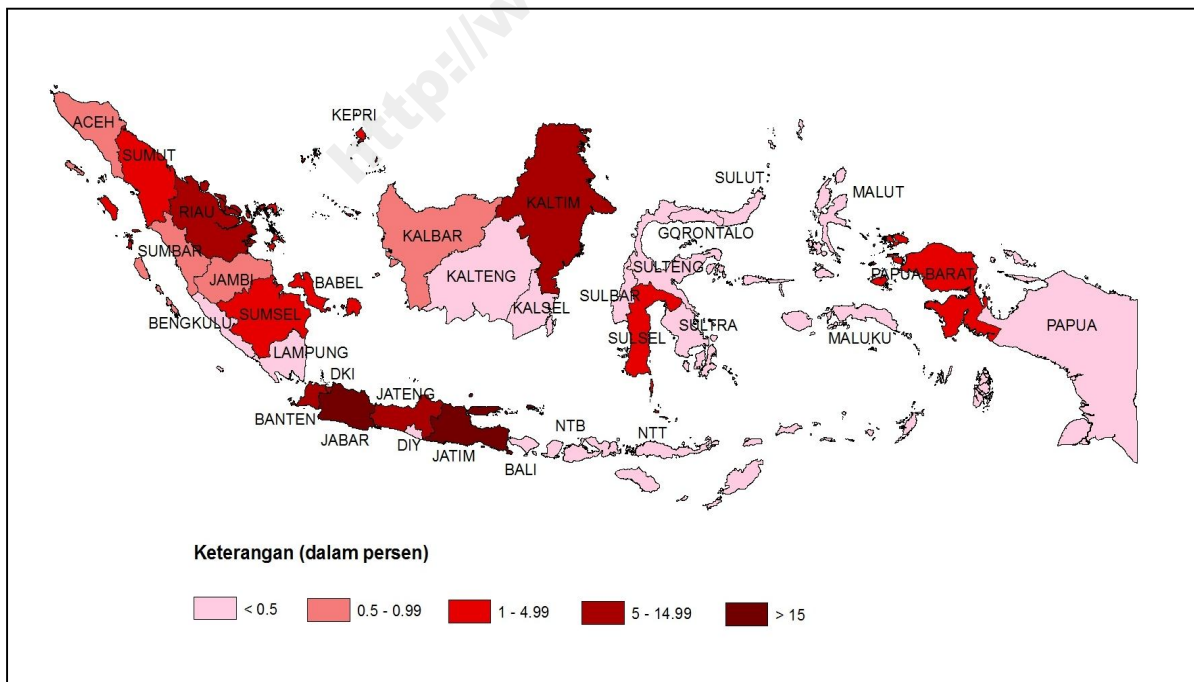 http://w
KEPRI
ACEH
SUMUT
SULUT
MALUT
RIAU
KALTIM
KALBAR
GORONTALO
SUMBAR
SULTENG
JAMBI
KALTENG
PAPUA BARAT
BABEL
SULBAR
KALSEL
SUMSEL
BENGKULU
SULTRA
PAPUA
SULSEL
MALUKU
LAMPUNG
DKI
JATENG
BANTEN
NTB
NTT
JABAR
DIY
JATIM
BALI
Keterangan (dalam persen)
< 0.5
0.5 - 0.99
1 - 4.99
5 - 14.99
> 15